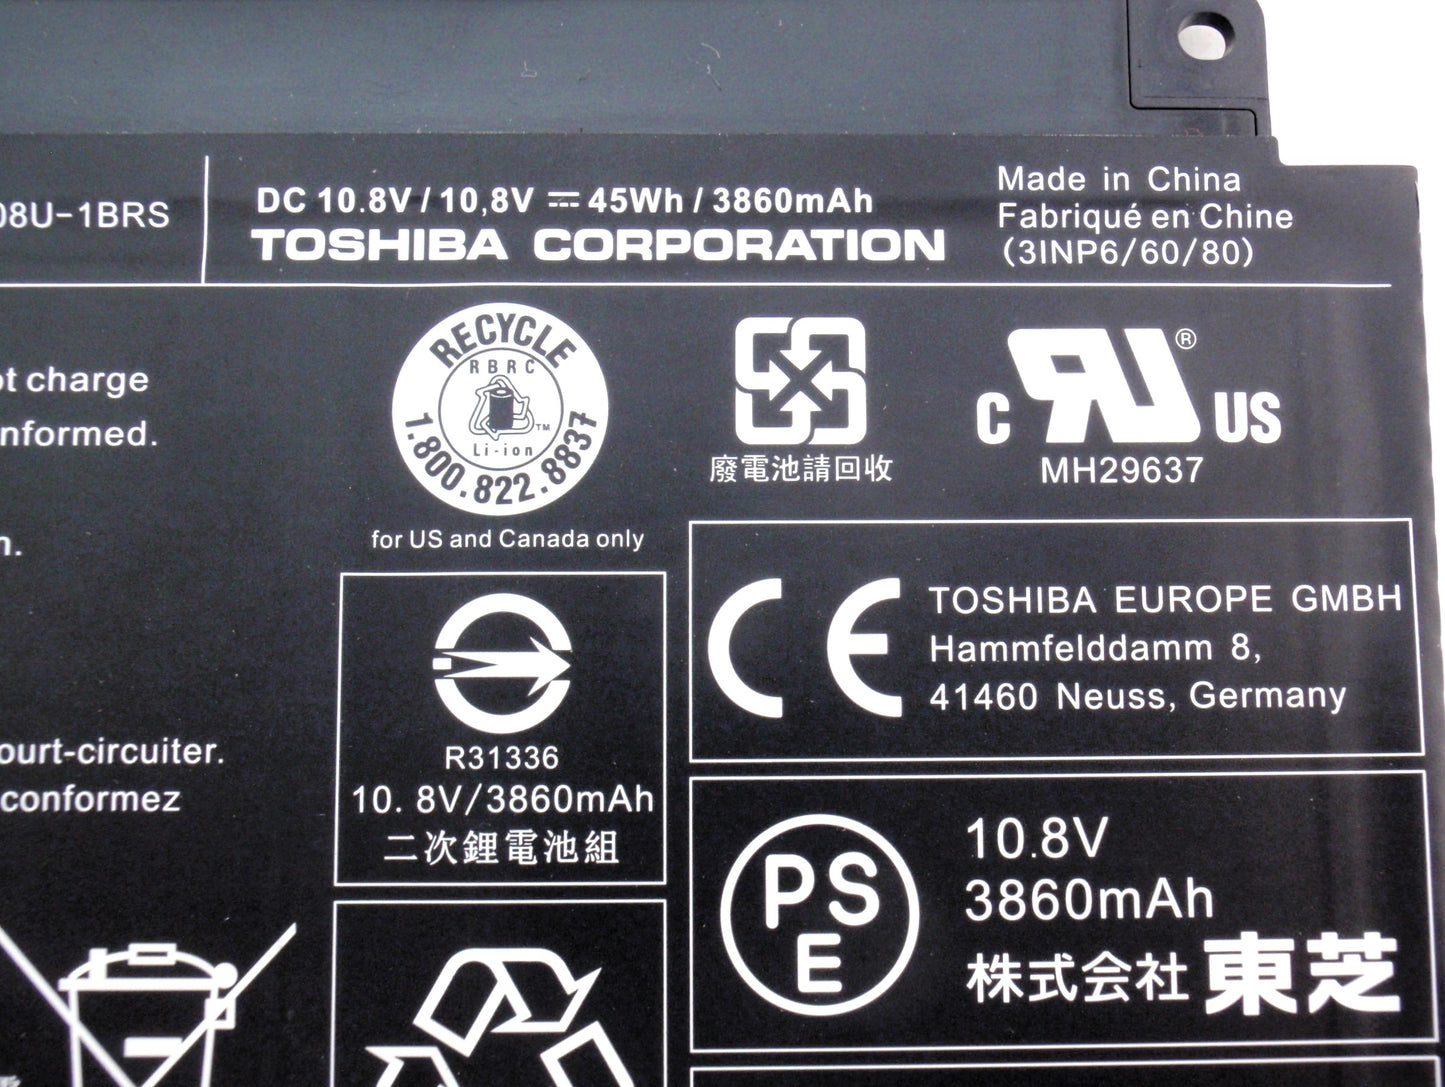 08U-1BRS
DC 10.8V / 10,8V ⎓ 45Wh / 3860mAh
TOSHIBA CORPORATION
Made in China
Fabriqué en Chine
(3INP6/60/80)
charge
nformed.
RECYCLE
RBRC
Li-ion
TM
1.800.822.8837
for US and Canada only
廢電池請回收
C RU ® US
MH29637
R31336
10. 8V/3860mAh
二次鋰電池組
CE
TOSHIBA EUROPE GMBH
Hammfelddamm 8,
41460 Neuss, Germany
ourt-circuiter.
conformez
PS
E
10.8V
3860mAh
株式会社 東芝